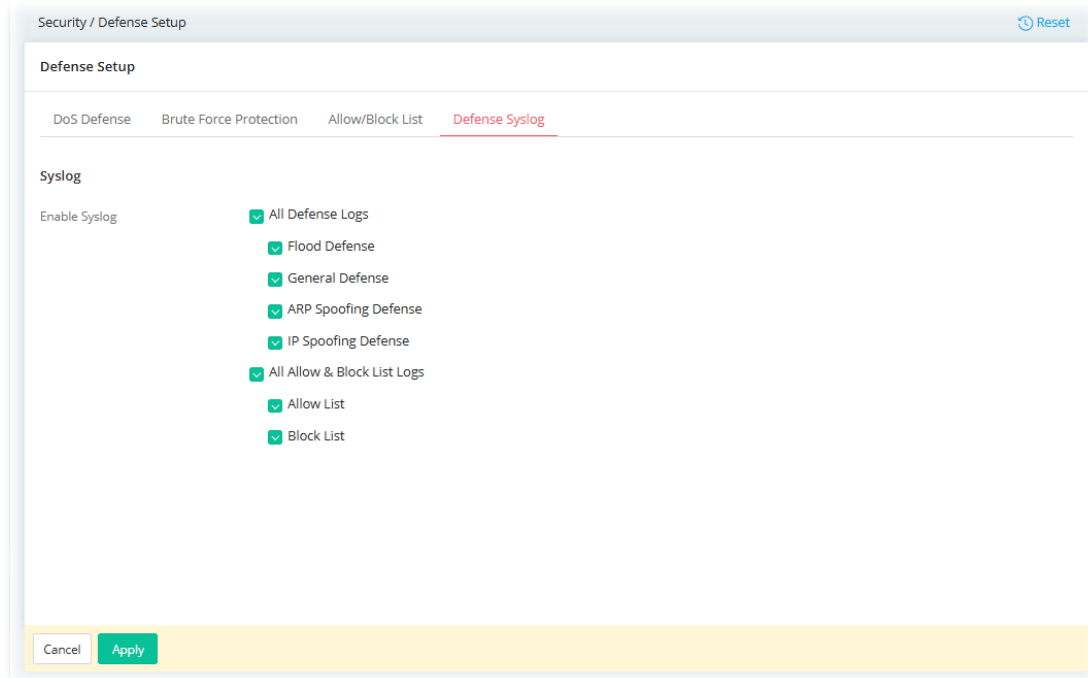 Security / Defense Setup
Reset
Defense Setup
DoS Defense Brute Force Protection Allow/Block List Defense Syslog
Syslog
Enable Syslog
All Defense Logs
Flood Defense
General Defense
ARP Spoofing Defense
IP Spoofing Defense
All Allow & Block List Logs
Allow List
Block List
Cancel Apply